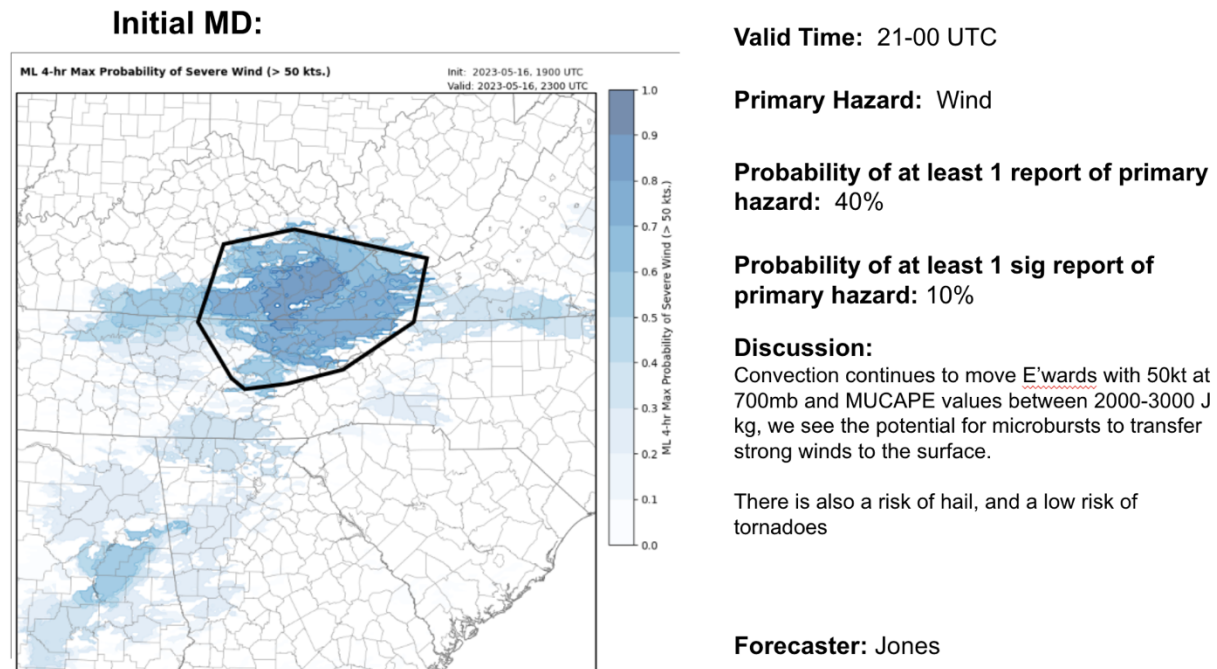 Initial MD:
ML 4-hr Max Probability of Severe Wind (> 50 kts.)
Init: 2023-05-16, 1900 UTC
Valid: 2023-05-16, 2300 UTC
1.0
0.9
0.8
0.7
0.6
0.5
0.4
0.3
0.2
0.1
0.0
ML 4-hr Max Probability of Severe Wind (> 50 kts.)
Valid Time: 21-00 UTC
Primary Hazard: Wind
Probability of at least 1 report of primary
hazard: 40%
Probability of at least 1 sig report of
primary hazard: 10%
Discussion:
Convection continues to move E'wards with 50kt at
700mb and MUCAPE values between 2000-3000 J
kg, we see the potential for microbursts to transfer
strong winds to the surface.
There is also a risk of hail, and a low risk of
tornadoes
Forecaster: Jones